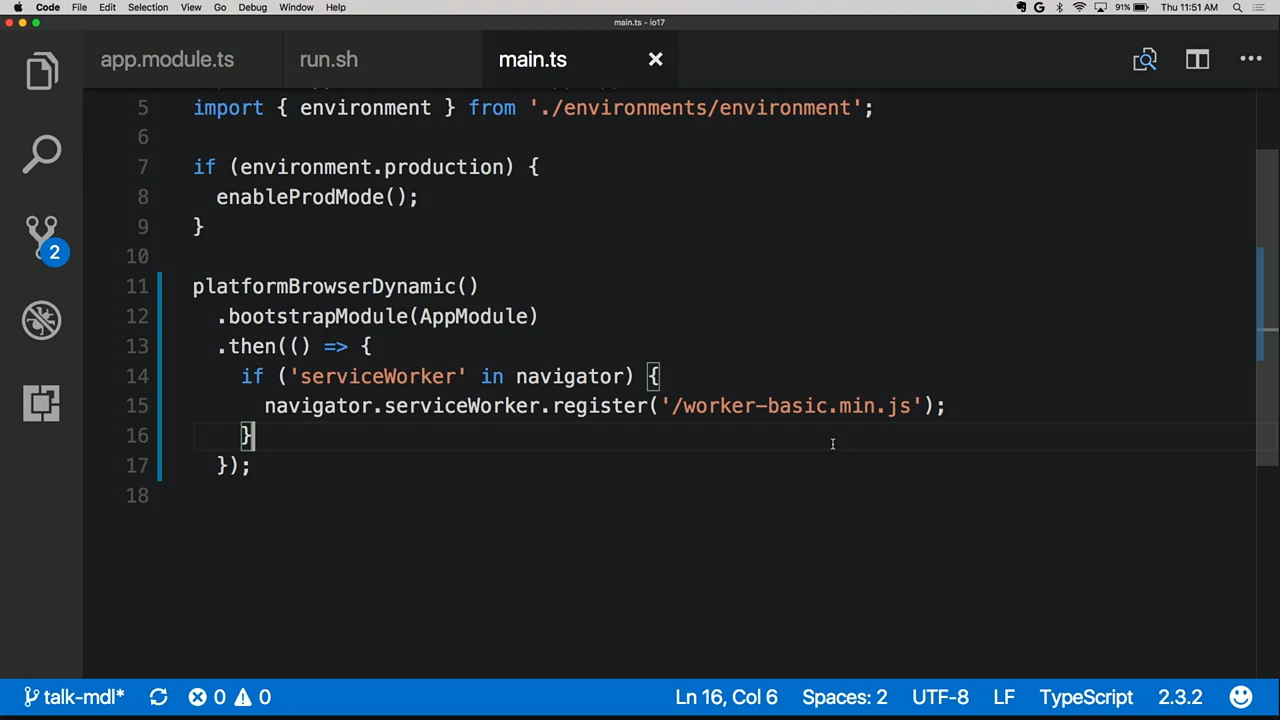 Code File Edit Selection View Go Debug Window Help 91% Thu 11:51 AM
main.ts - io17
app.module.ts run.sh main.ts
5 import { environment } from './environments/environment';
6
7 if (environment.production) {
8 enableProdMode();
9 }
10
11 platformBrowserDynamic()
12 .bootstrapModule(AppModule)
13 .then(() => {
14 if ('serviceWorker' in navigator) {
15 navigator.serviceWorker.register('/worker-basic.min.js');
16 }
17 });
18
2
talk-mdl* 0 0 Ln 16, Col 6 Spaces: 2 UTF-8 LF TypeScript 2.3.2